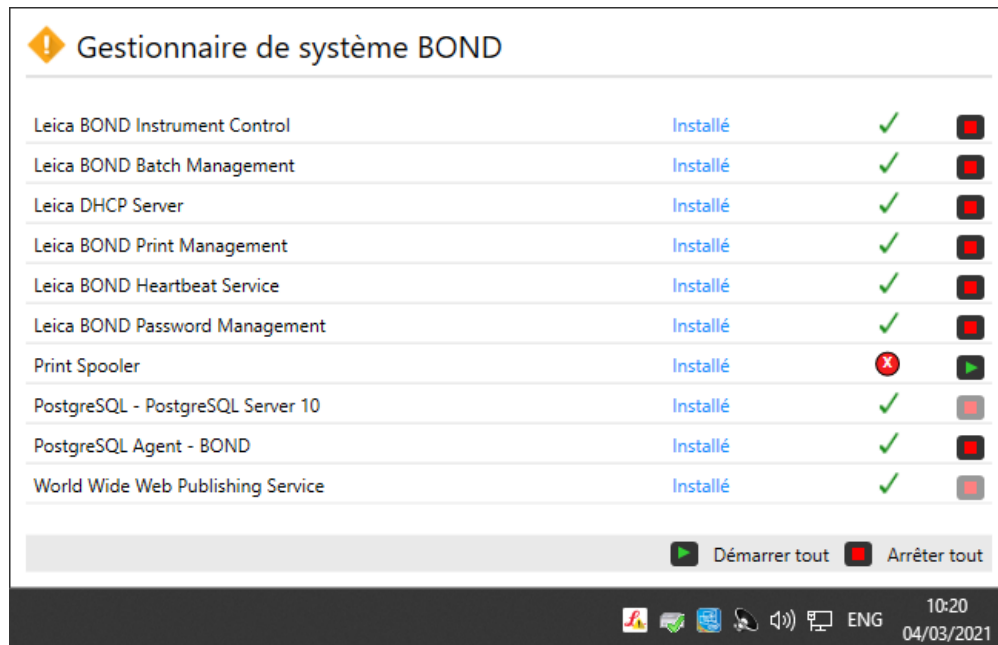 Gestionnaire de système BOND
Leica BOND Instrument Control Installé
Leica BOND Batch Management Installé
Leica DHCP Server Installé
Leica BOND Print Management Installé
Leica BOND Heartbeat Service Installé
Leica BOND Password Management Installé
Print Spooler Installé
PostgreSQL - PostgreSQL Server 10 Installé
PostgreSQL Agent - BOND Installé
World Wide Web Publishing Service Installé
Démarrer tout Arrêter tout
ENG 10:20
04/03/2021